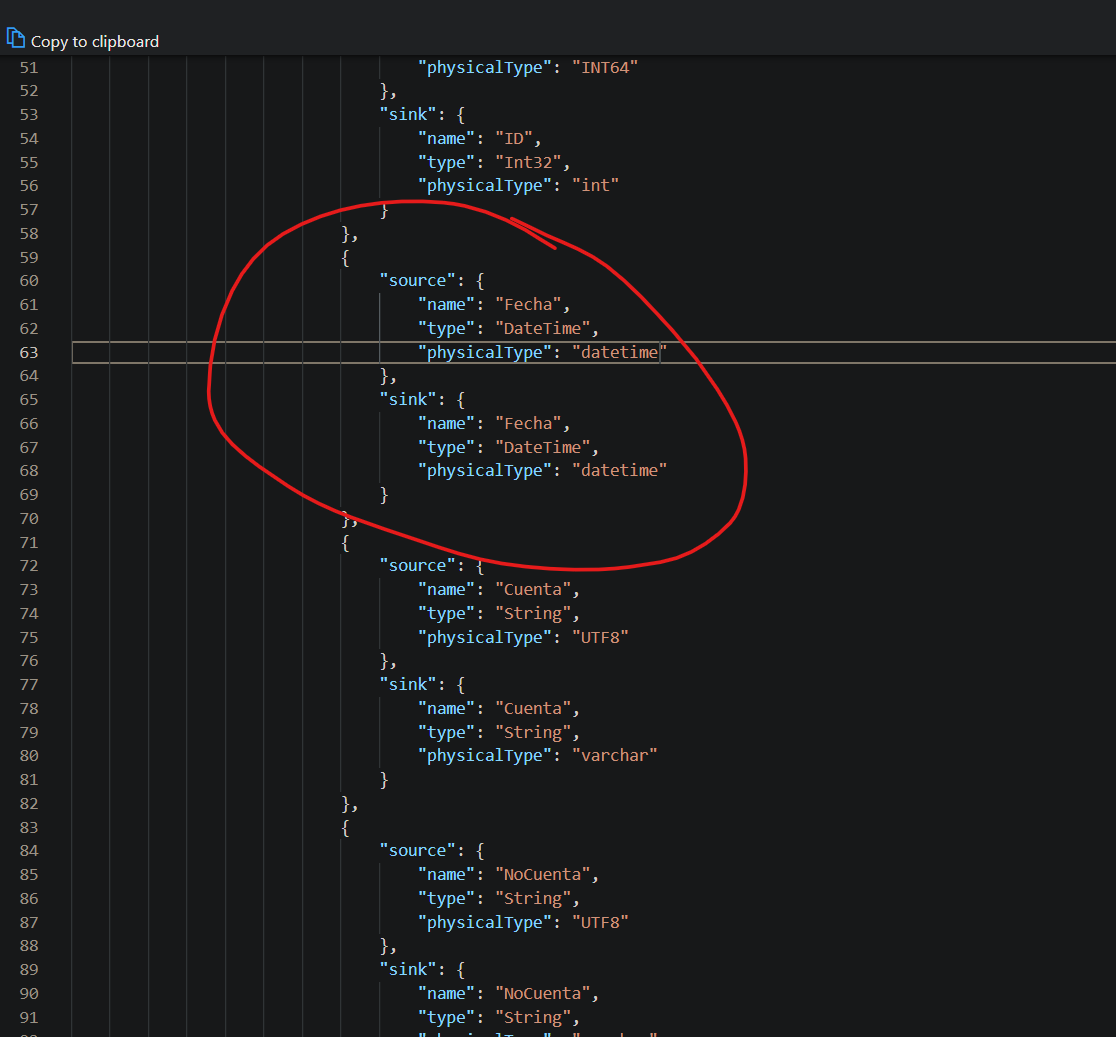 Copy to clipboard
51 "physicalType": "INT64"
52 },
53 "sink": {
54 "name": "ID",
55 "type": "Int32",
56 "physicalType": "int"
57 }
58 },
59 {
60 "source": {
61 "name": "Fecha",
62 "type": "DateTime",
63 "physicalType": "datetime"
64 },
65 "sink": {
66 "name": "Fecha",
67 "type": "DateTime",
68 "physicalType": "datetime"
69 }
70 },
71 {
72 "source": {
73 "name": "Cuenta",
74 "type": "String",
75 "physicalType": "UTF8"
76 },
77 "sink": {
78 "name": "Cuenta",
79 "type": "String",
80 "physicalType": "varchar"
81 }
82 },
83 {
84 "source": {
85 "name": "NoCuenta",
86 "type": "String",
87 "physicalType": "UTF8"
88 },
89 "sink": {
90 "name": "NoCuenta",
91 "type": "String",